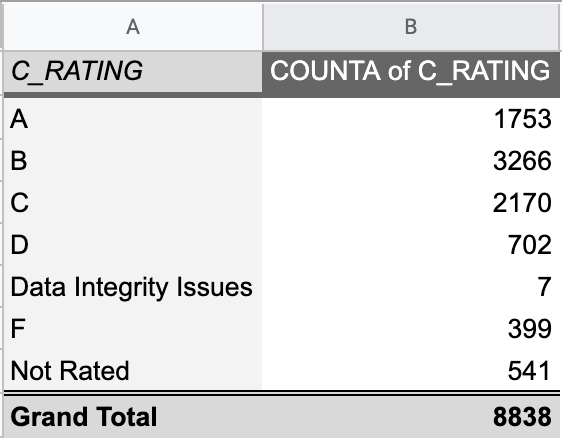 A B
C_RATING COUNTA of C_RATING
A 1753
B 3266
C 2170
D 702
Data Integrity Issues 7
F 399
Not Rated 541
Grand Total 8838